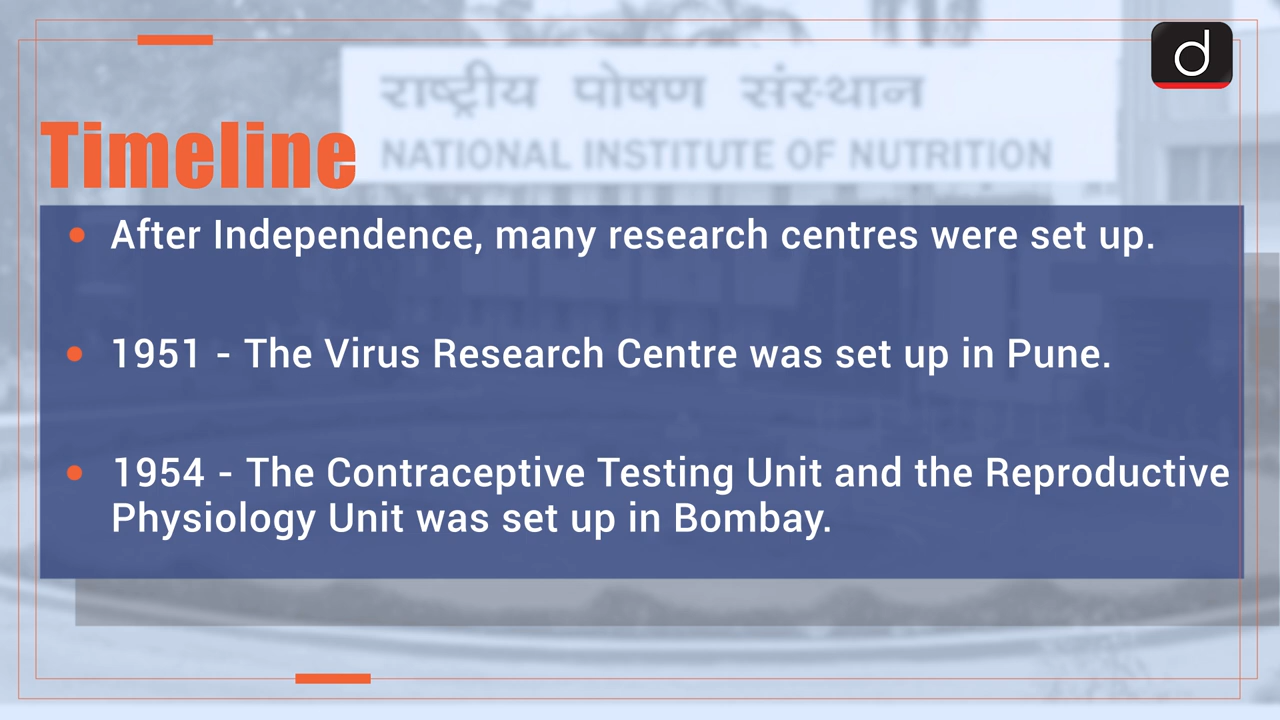 राष्ट्रीय पोषण संस्थान
NATIONAL INSTITUTE OF NUTRITION
d
Timeline
After Independence, many research centres were set up.
1951 - The Virus Research Centre was set up in Pune.
1954 - The Contraceptive Testing Unit and the Reproductive
Physiology Unit was set up in Bombay.